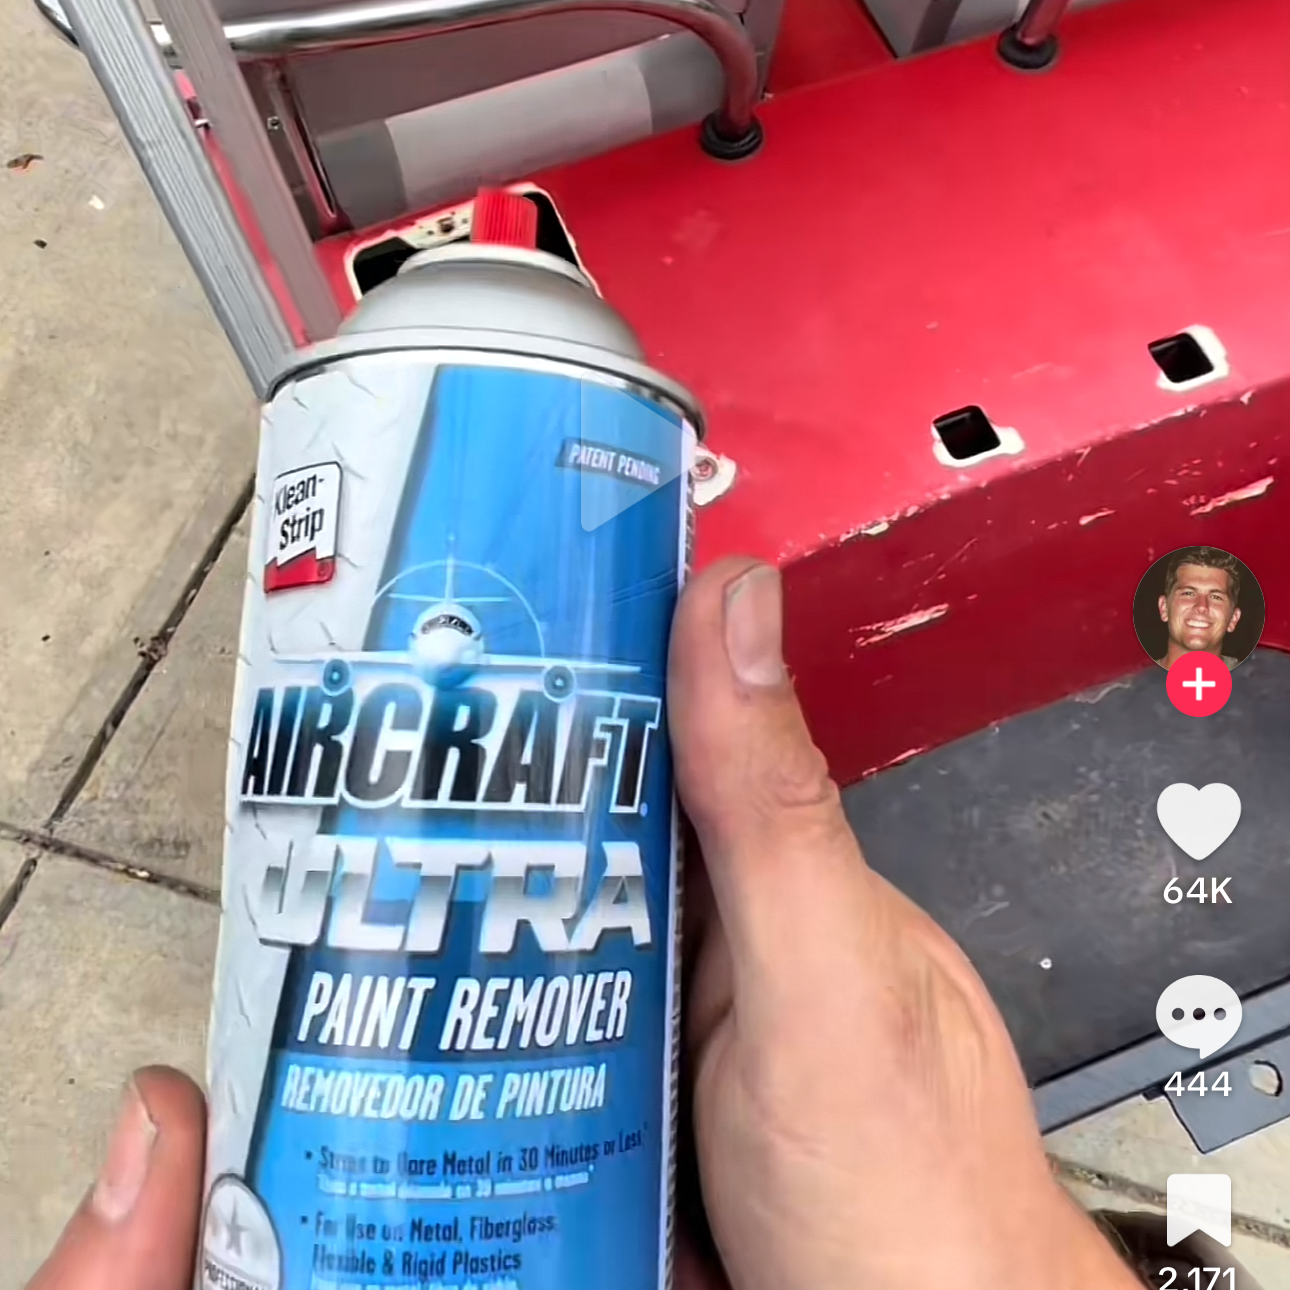 PATENT PENDING
Klean-
Strip
AIRCRAFT
ULTRA
PAINT REMOVER
REMOVEDOR DE PINTURA
• Strips to Bare Metal in 30 Minutes or Less*
• For Use on Metal, Fiberglass,
Flexible & Rigid Plastics
PROFESSIONAL
64K
444
2,171